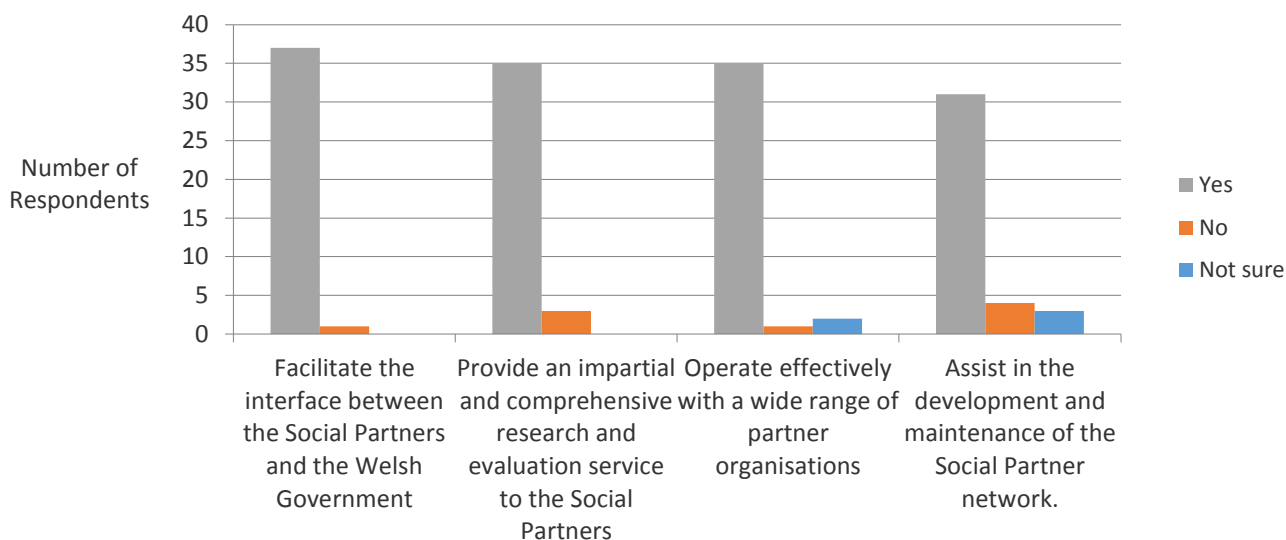 40
35
30
25
20
15
10
5
0
Number of
Respondents
Facilitate the
interface between
the Social Partners
and the Welsh
Government
Provide an impartial
and comprehensive
research and
evaluation service
to the Social
Partners
Operate effectively
with a wide range of
partner
organisations
Assist in the
development and
maintenance of the
Social Partner
network.
Yes
No
Not sure